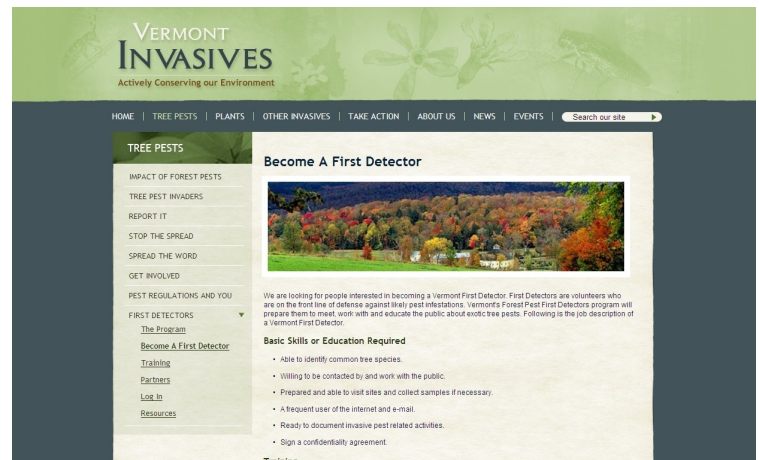 VERMONT
INVASIVES
Actively Conserving our Environment
HOME | TREE PESTS | PLANTS | OTHER INVASIVES | TAKE ACTION | ABOUT US | NEWS | EVENTS | Search our site
TREE PESTS
IMPACT OF FOREST PESTS
TREE PEST INVADERS
REPORT IT
STOP THE SPREAD
SPREAD THE WORD
GET INVOLVED
PEST REGULATIONS AND YOU
FIRST DETECTORS
The Program
Become A First Detector
Training
Partners
Log In
Resources
Become A First Detector
We are looking for people interested in becoming a Vermont First Detector. First Detectors are volunteers who
are on the front line of defense against likely pest infestations. Vermont's Forest Pest First Detectors program will
prepare them to meet, work with and educate the public about exotic tree pests. Following is the job description of
a Vermont First Detector.
Basic Skills or Education Required
• Able to identify common tree species.
• Willing to be contacted by and work with the public.
• Prepared and able to visit sites and collect samples if necessary.
• A frequent user of the internet and e-mail.
• Ready to document invasive pest related activities.
• Sign a confidentiality agreement.